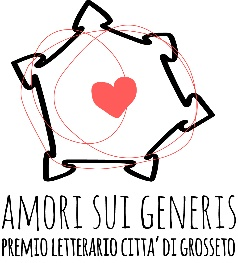 AMORI SUI GENERIS
PREMIO LETTERARIO CITTA' DI GROSSETO